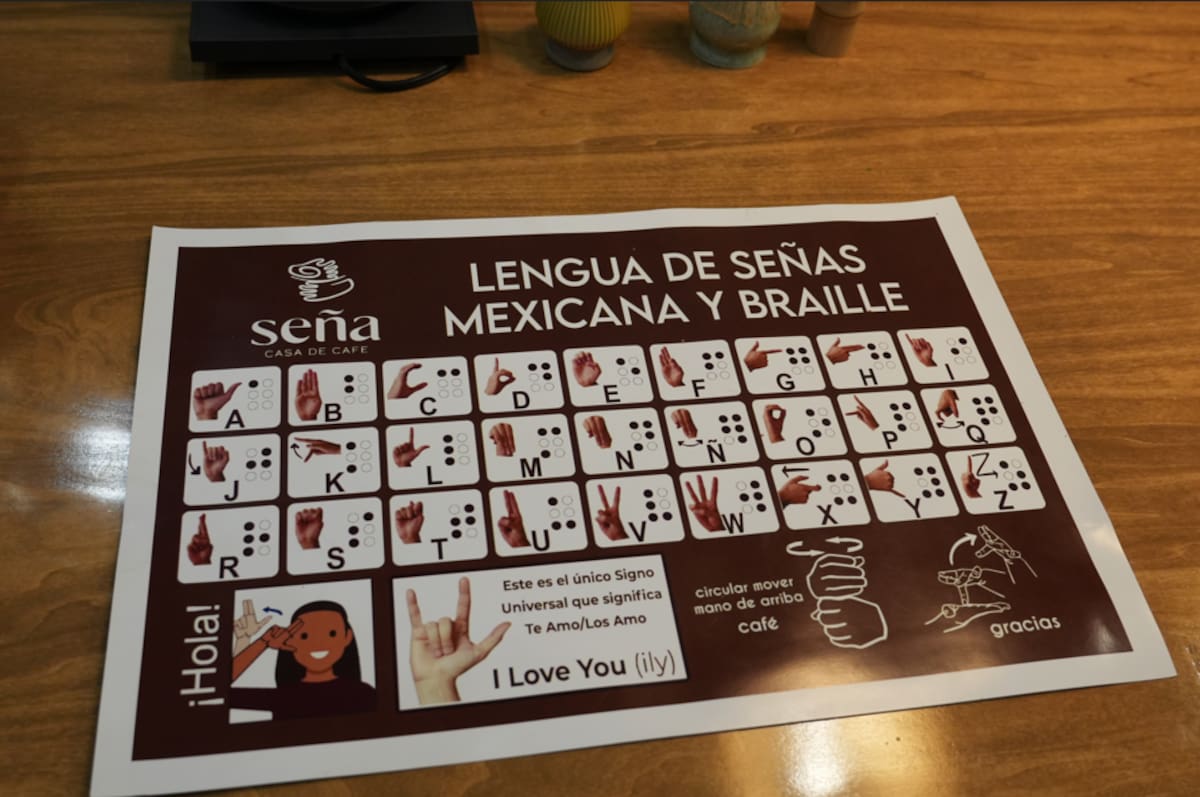 seña
CASA DE CAFE
LENGUA DE SEÑAS
MEXICANA Y BRAILLE
A B C D E F G H I
J K L M N Ñ O P Q
R S T U V W X Y Z
¡Hola!
Este es el único Signo
Universal que significa
Te Amo/Los Amo
I Love You (ily)
circular mover
mano de arriba
café
gracias